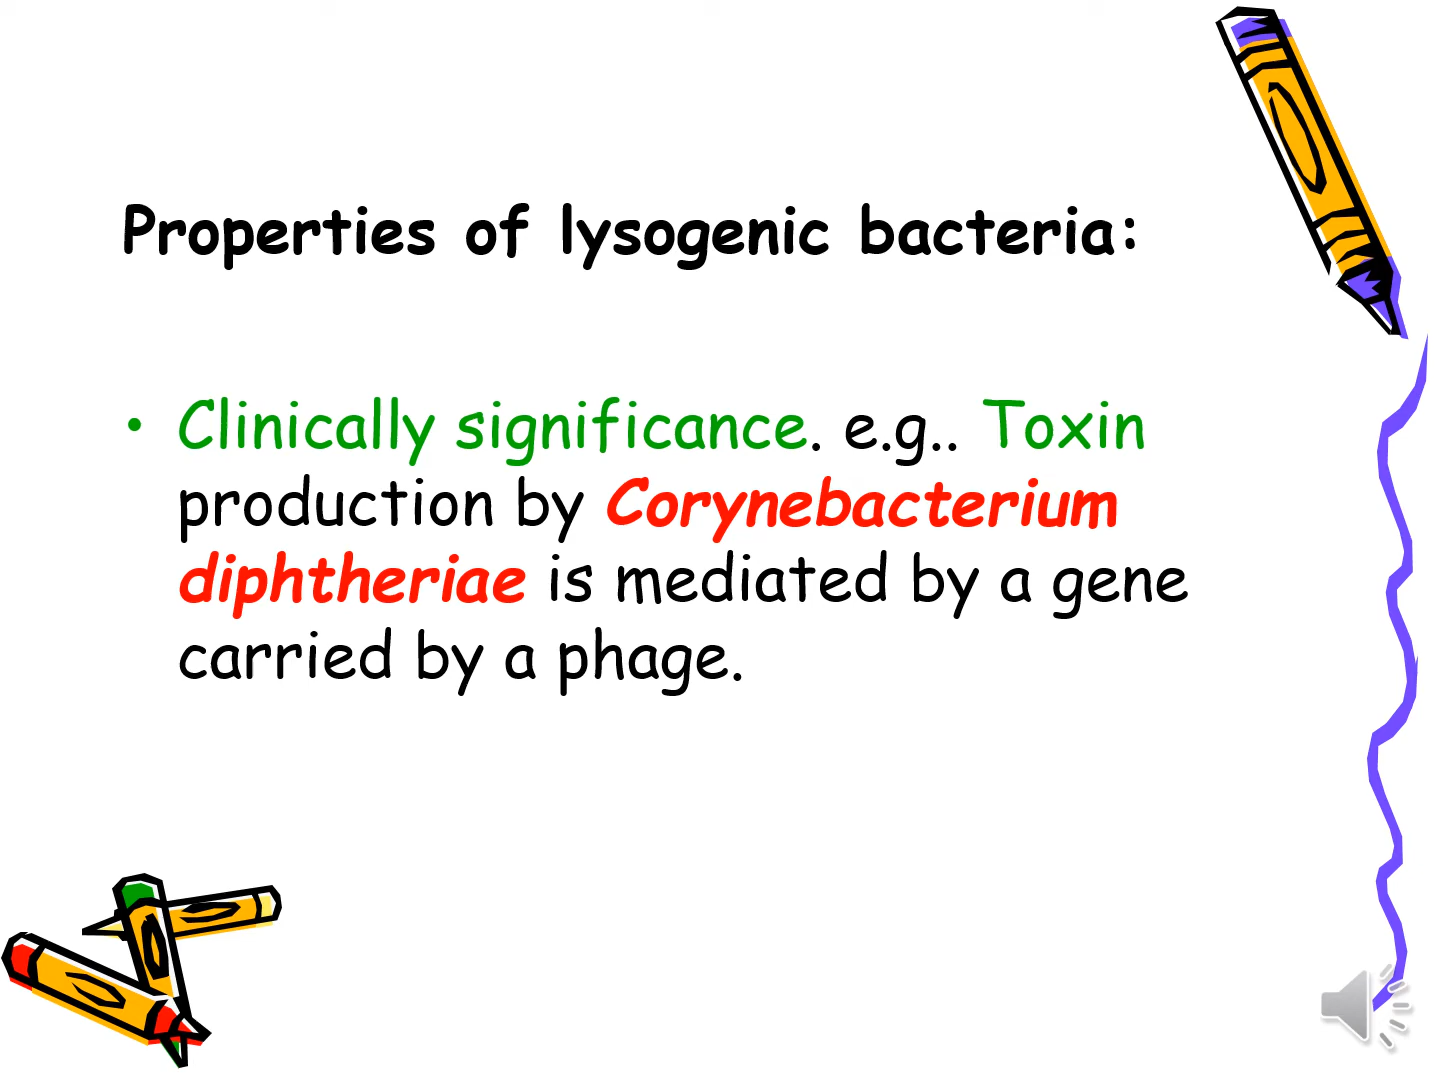 Properties of lysogenic bacteria:
• Clinically significance. e.g.. Toxin
production by Corynebacterium
diphtheriae is mediated by a gene
carried by a phage.